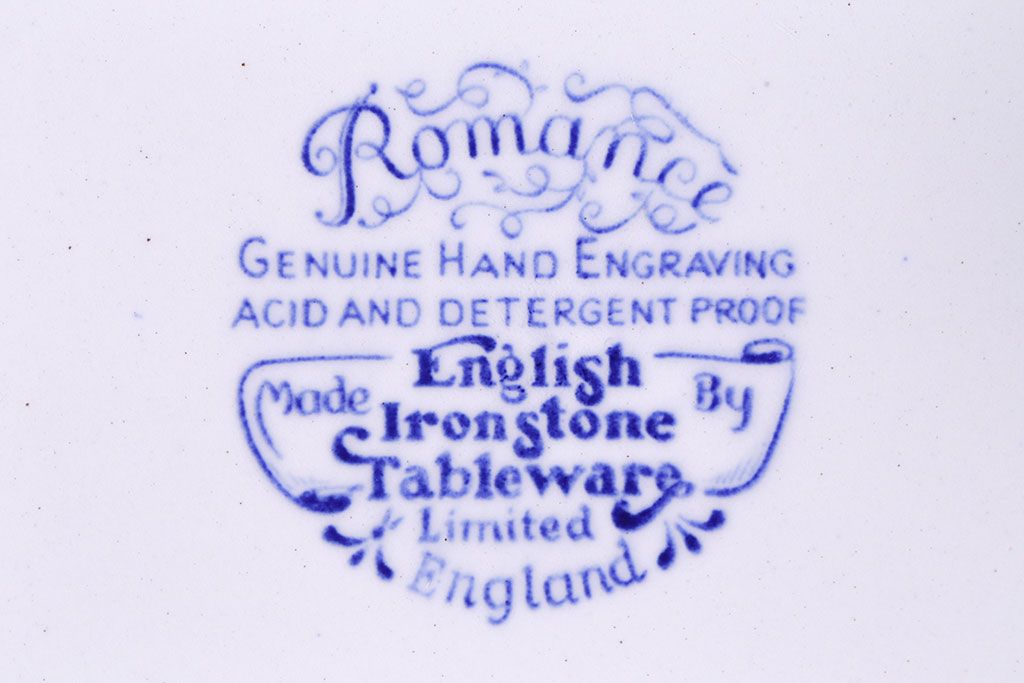 Romance
GENUINE HAND ENGRAVING
ACID AND DETERGENT PROOF
Made English By
Ironstone
Tableware
Limited
England